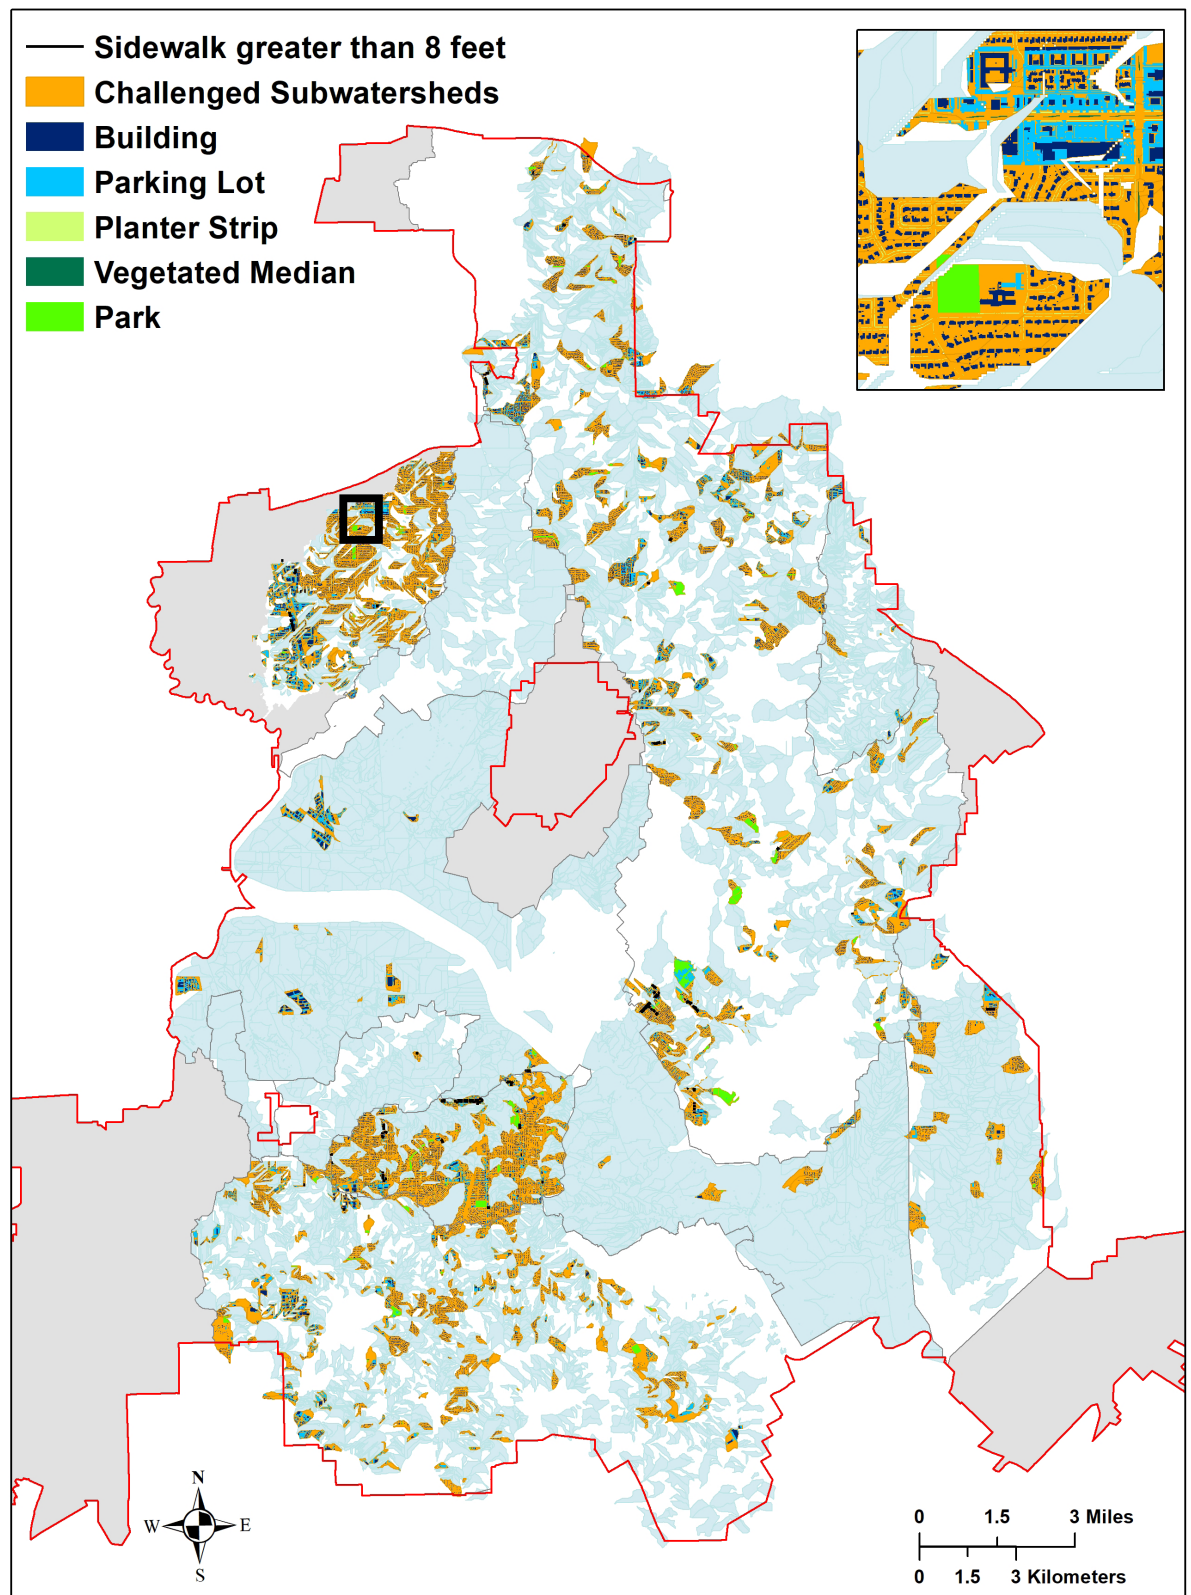 Sidewalk greater than 8 feet
Challenged Subwatersheds
Building
Parking Lot
Planter Strip
Vegetated Median
Park
N
W E
S
0 1.5 3 Miles
0 1.5 3 Kilometers